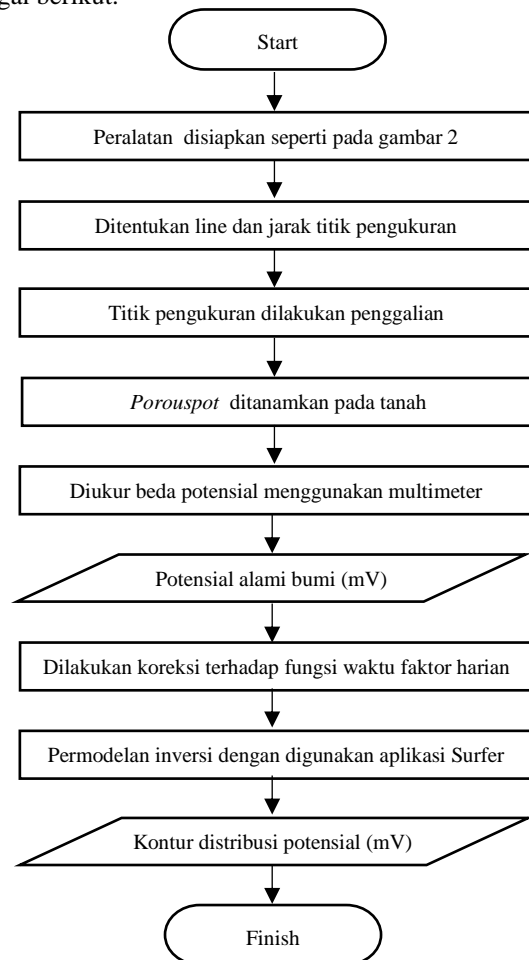 gai berikut:
Start
Peralatan disiapkan seperti pada gambar 2
Ditentukan line dan jarak titik pengukuran
Titik pengukuran dilakukan penggalian
Porouspot ditanamkan pada tanah
Diukur beda potensial menggunakan multimeter
Potensial alami bumi (mV)
Dilakukan koreksi terhadap fungsi waktu faktor harian
Permodelan inversi dengan digunakan aplikasi Surfer
Kontur distribusi potensial (mV)
Finish